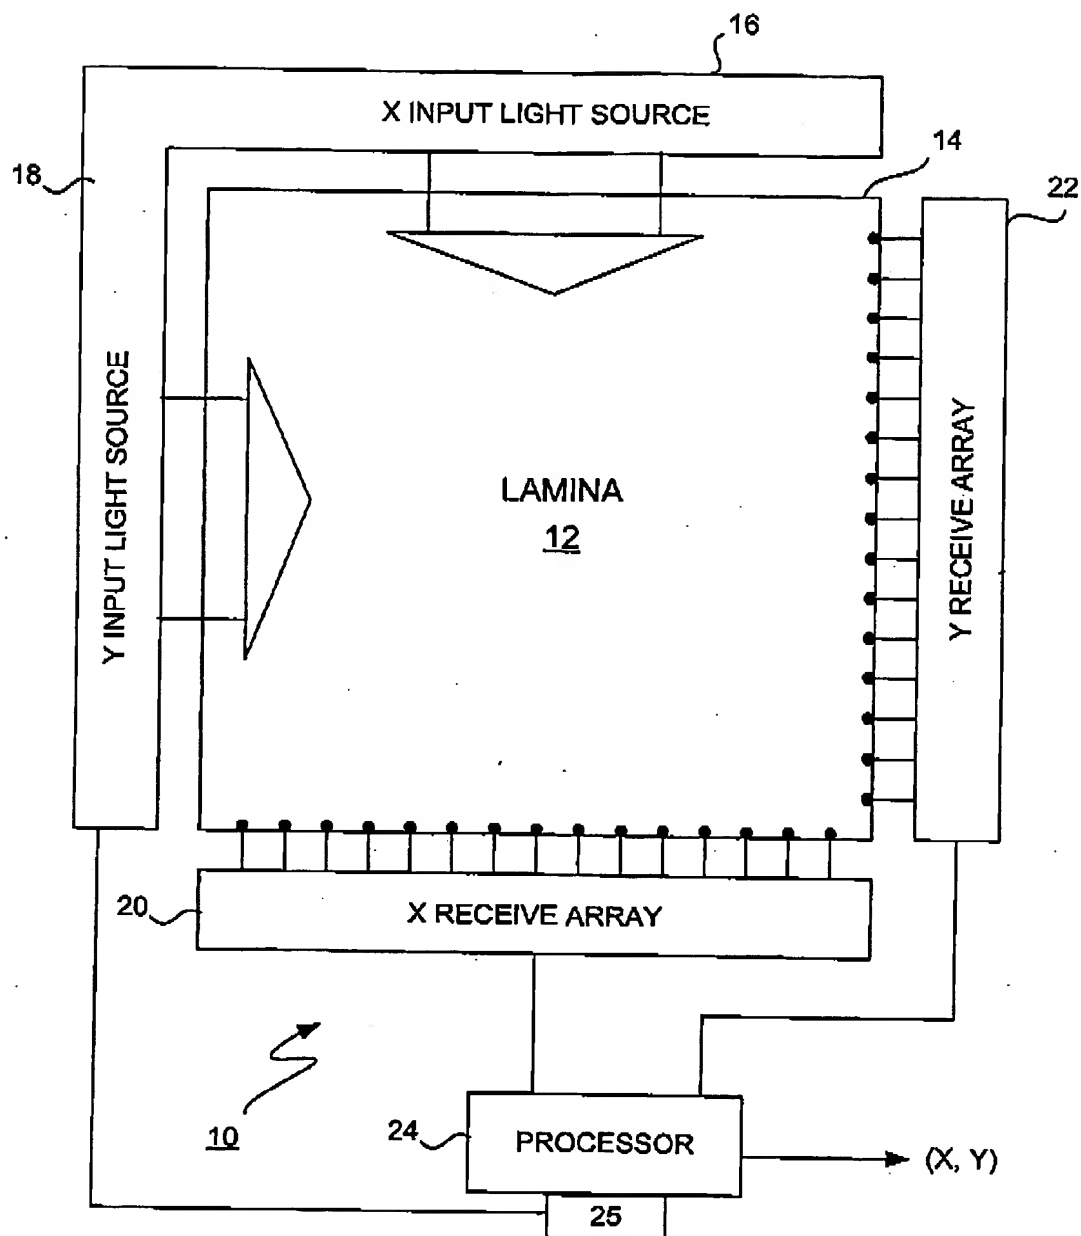 16
X INPUT LIGHT SOURCE
14
18
22
Y INPUT LIGHT SOURCE
LAMINA
12
Y RECEIVE ARRAY
20
X RECEIVE ARRAY
10
24
PROCESSOR
(X, Y)
25